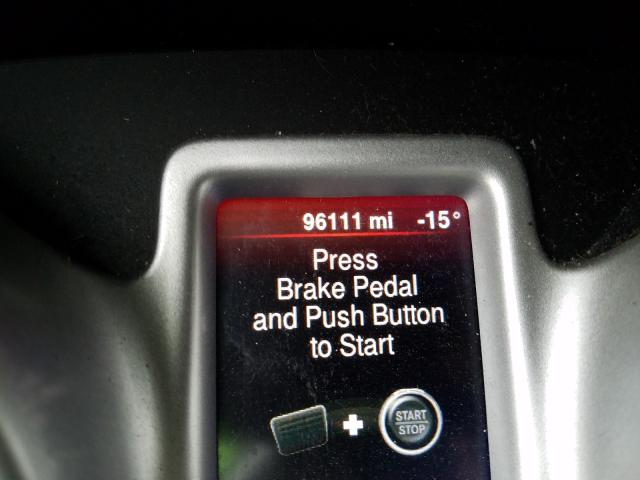 96111 mi -15°
Press
Brake Pedal
and Push Button
to Start
START
STOP